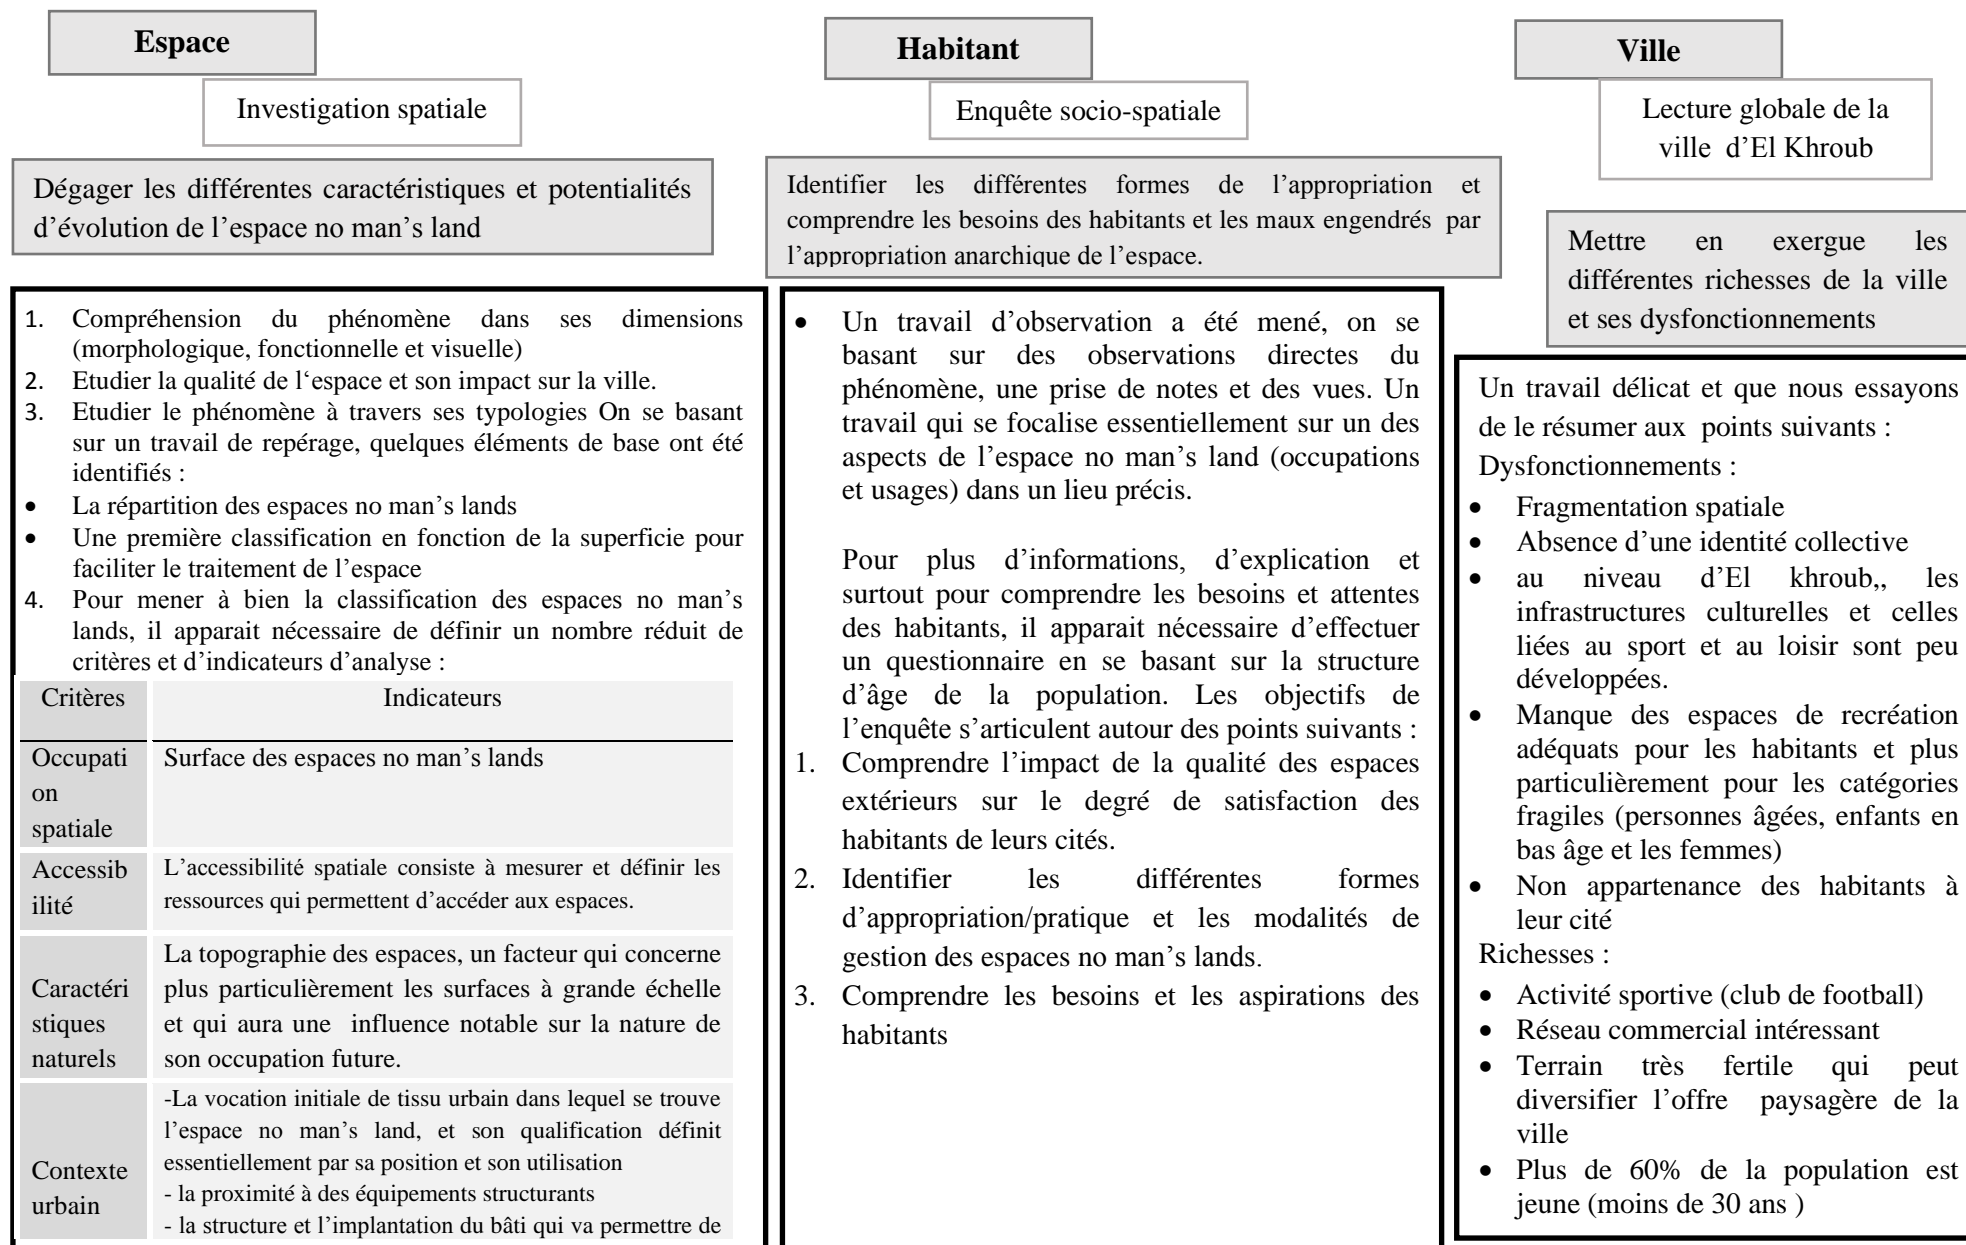 Espace
Investigation spatiale
Dégager les différentes caractéristiques et potentialités
d’évolution de l’espace no man’s land
1. Compréhension du phénomène dans ses dimensions
(morphologique, fonctionnelle et visuelle)
2. Etudier la qualité de l‘espace et son impact sur la ville.
3. Etudier le phénomène à travers ses typologies On se basant
sur un travail de repérage, quelques éléments de base ont été
identifiés :
• La répartition des espaces no man’s lands
• Une première classification en fonction de la superficie pour
faciliter le traitement de l’espace
4. Pour mener à bien la classification des espaces no man’s
lands, il apparait nécessaire de définir un nombre réduit de
critères et d’indicateurs d’analyse :
Critères Indicateurs
Occupati
on
spatiale
Surface des espaces no man’s lands
Accessib
ilité
L’accessibilité spatiale consiste à mesurer et définir les
ressources qui permettent d’accéder aux espaces.
Caractéri
stiques
naturels
La topographie des espaces, un facteur qui concerne
plus particulièrement les surfaces à grande échelle
et qui aura une influence notable sur la nature de
son occupation future.
Contexte
urbain
-La vocation initiale de tissu urbain dans lequel se trouve
l’espace no man’s land, et son qualification définit
essentiellement par sa position et son utilisation
- la proximité à des équipements structurants
- la structure et l’implantation du bâti qui va permettre de
Habitant
Enquête socio-spatiale
Identifier les différentes formes de l’appropriation et
comprendre les besoins des habitants et les maux engendrés par
l’appropriation anarchique de l’espace.
• Un travail d’observation a été mené, on se
basant sur des observations directes du
phénomène, une prise de notes et des vues. Un
travail qui se focalise essentiellement sur un des
aspects de l’espace no man’s land (occupations
et usages) dans un lieu précis.
Pour plus d’informations, d’explication et
surtout pour comprendre les besoins et attentes
des habitants, il apparait nécessaire d’effectuer
un questionnaire en se basant sur la structure
d’âge de la population. Les objectifs de
l’enquête s’articulent autour des points suivants :
1. Comprendre l’impact de la qualité des espaces
extérieurs sur le degré de satisfaction des
habitants de leurs cités.
2. Identifier les différentes formes
d’appropriation/pratique et les modalités de
gestion des espaces no man’s lands.
3. Comprendre les besoins et les aspirations des
habitants
Ville
Lecture globale de la
ville d’El Khroub
Mettre en exergue les
différentes richesses de la ville
et ses dysfonctionnements
Un travail délicat et que nous essayons
de le résumer aux points suivants :
Dysfonctionnements :
• Fragmentation spatiale
• Absence d’une identité collective
• au niveau d’El khroub,, les
infrastructures culturelles et celles
liées au sport et au loisir sont peu
développées.
• Manque des espaces de recréation
adéquats pour les habitants et plus
particulièrement pour les catégories
fragiles (personnes âgées, enfants en
bas âge et les femmes)
• Non appartenance des habitants à
leur cité
Richesses :
• Activité sportive (club de football)
• Réseau commercial intéressant
• Terrain très fertile qui peut
diversifier l’offre paysagère de la
ville
• Plus de 60% de la population est
jeune (moins de 30 ans )